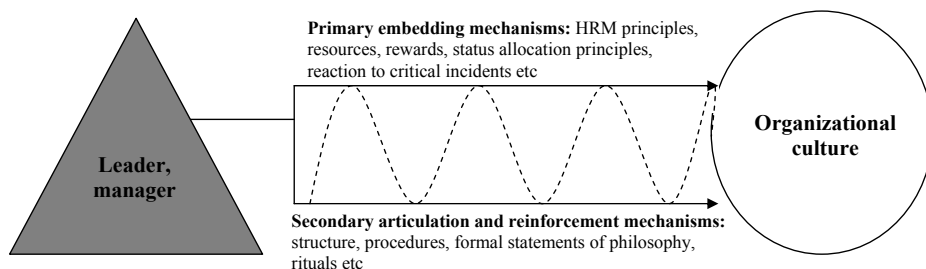 Primary embedding mechanisms: HRM principles,
resources, rewards, status allocation principles,
reaction to critical incidents etc
Leader,
manager
Organizational
culture
Secondary articulation and reinforcement mechanisms:
structure, procedures, formal statements of philosophy,
rituals etc